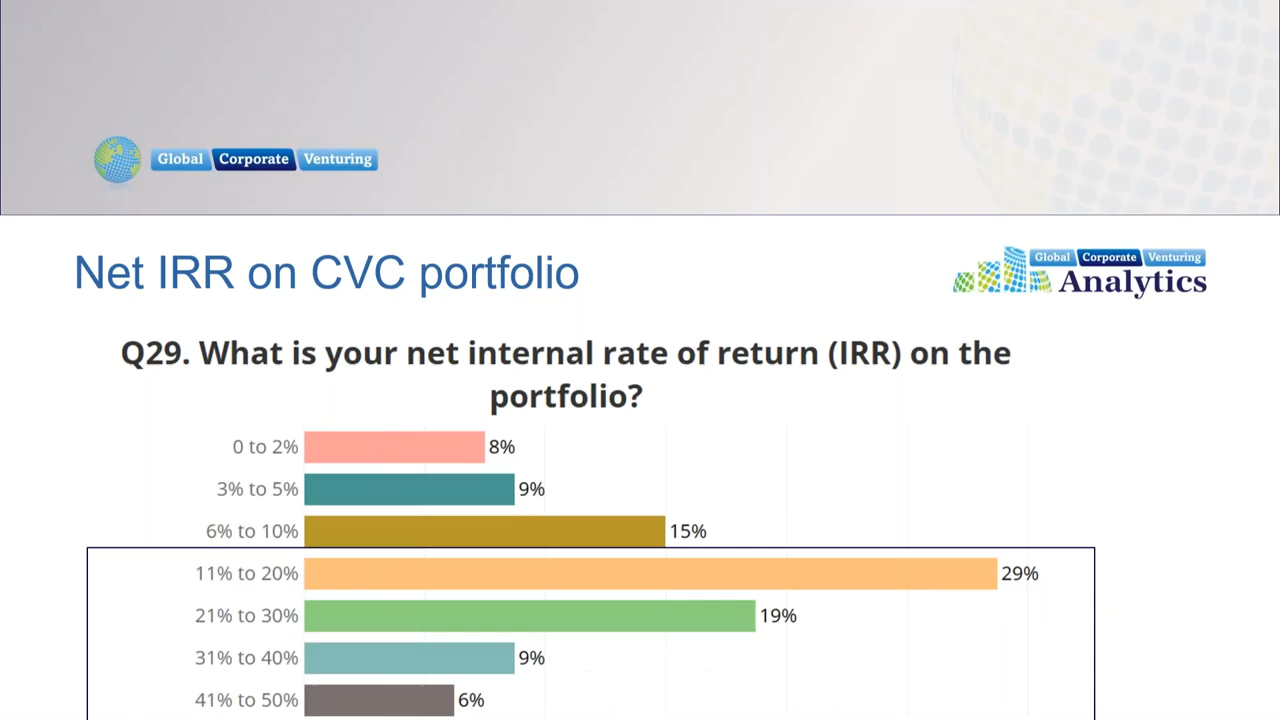 Global Corporate Venturing
Net IRR on CVC portfolio
Global Corporate Venturing
Analytics
Q29. What is your net internal rate of return (IRR) on the
portfolio?
0 to 2% 8%
3% to 5% 9%
6% to 10% 15%
11% to 20% 29%
21% to 30% 19%
31% to 40% 9%
41% to 50% 6%